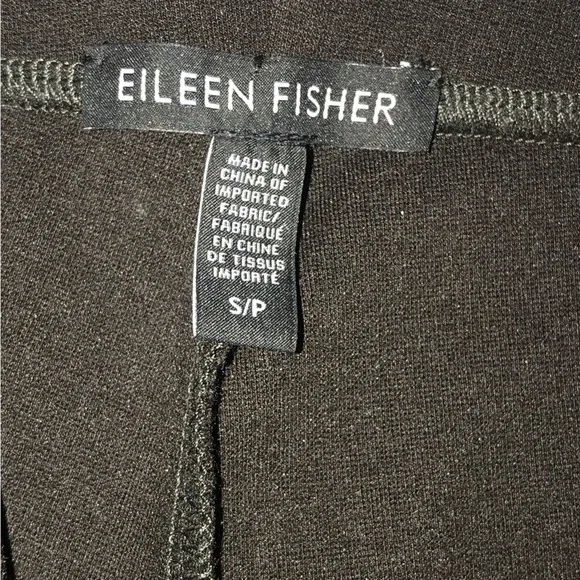 EILEEN FISHER
MADE IN
CHINA OF
IMPORTED
FABRIC/
FABRIQUÉ
EN CHINE
DE TISSUS
IMPORTÉ
S/P